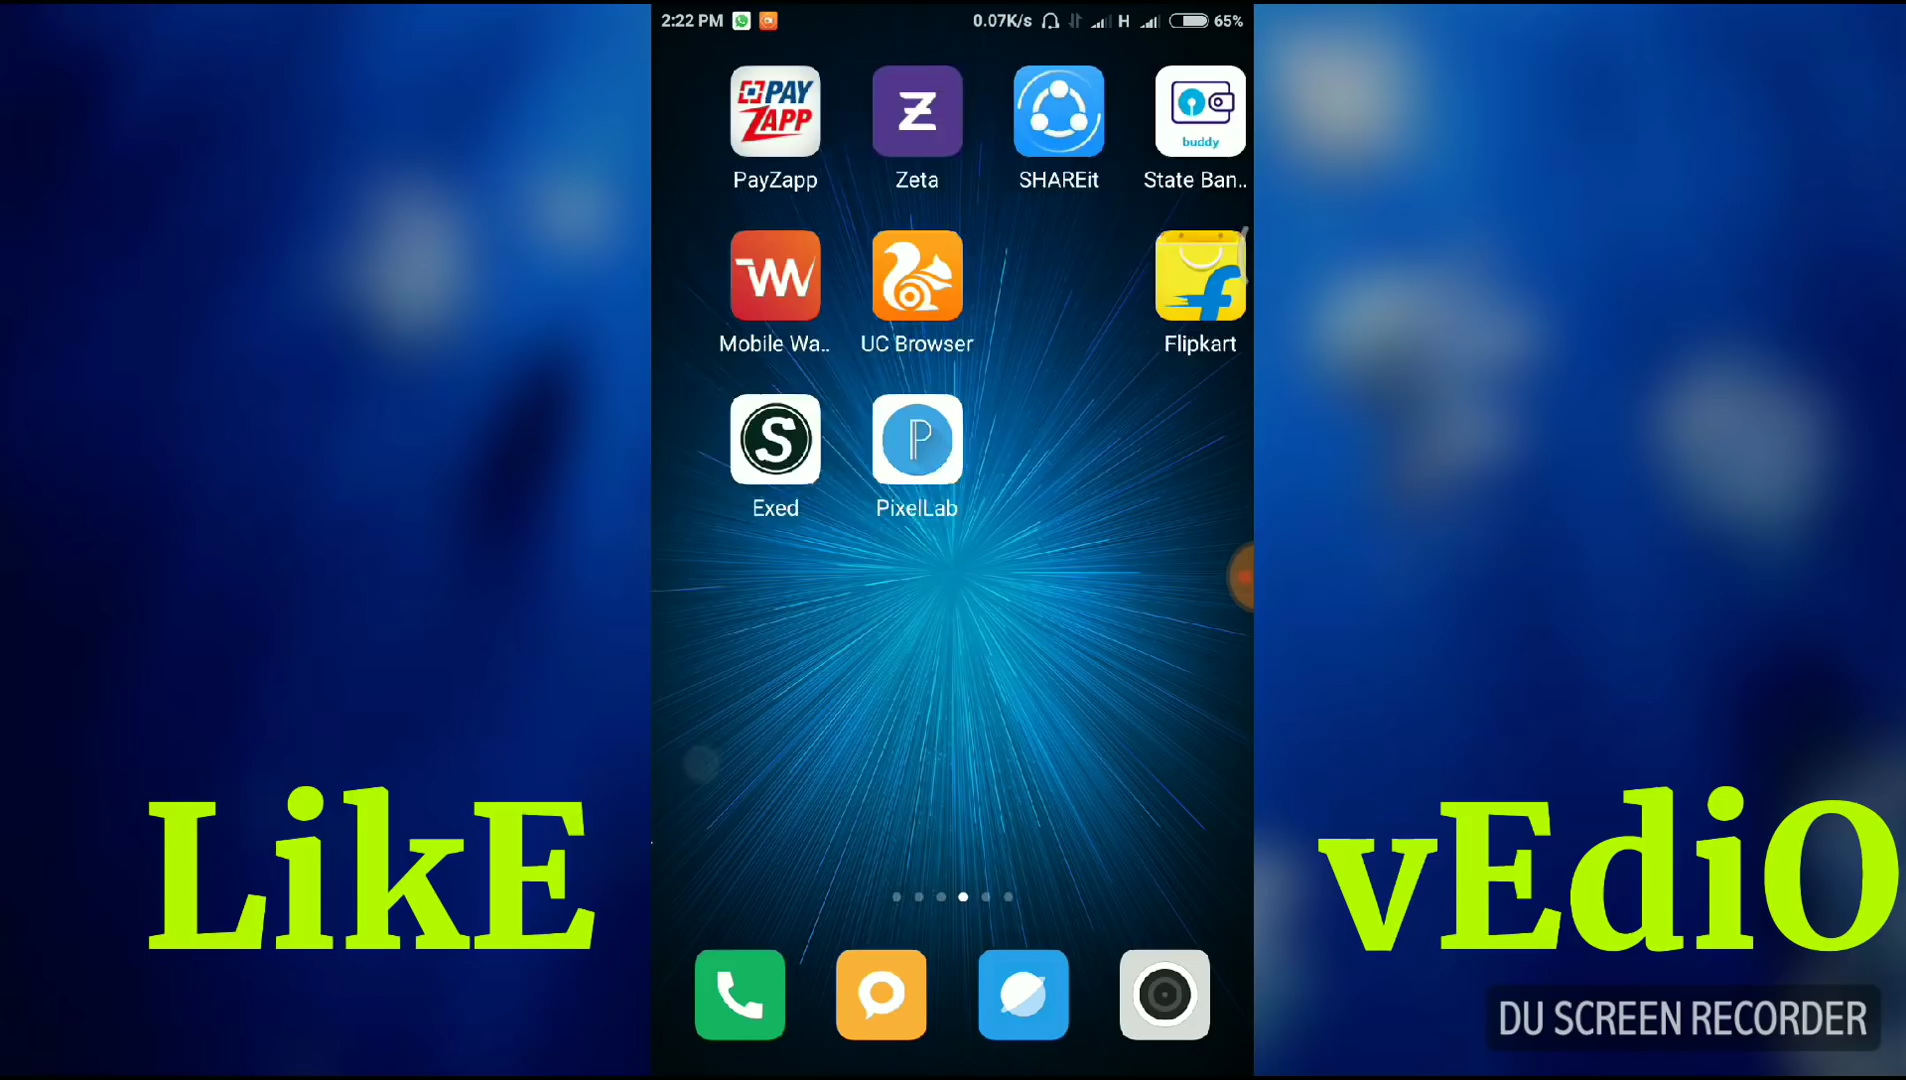 2:22 PM 0.07K/s H 65%
PAY
ZAPP
buddy
PayZapp Zeta SHAREit State Ban..
Mobile Wa.. UC Browser Flipkart
Exed PixelLab
LikE vEdiO
DU SCREEN RECORDER